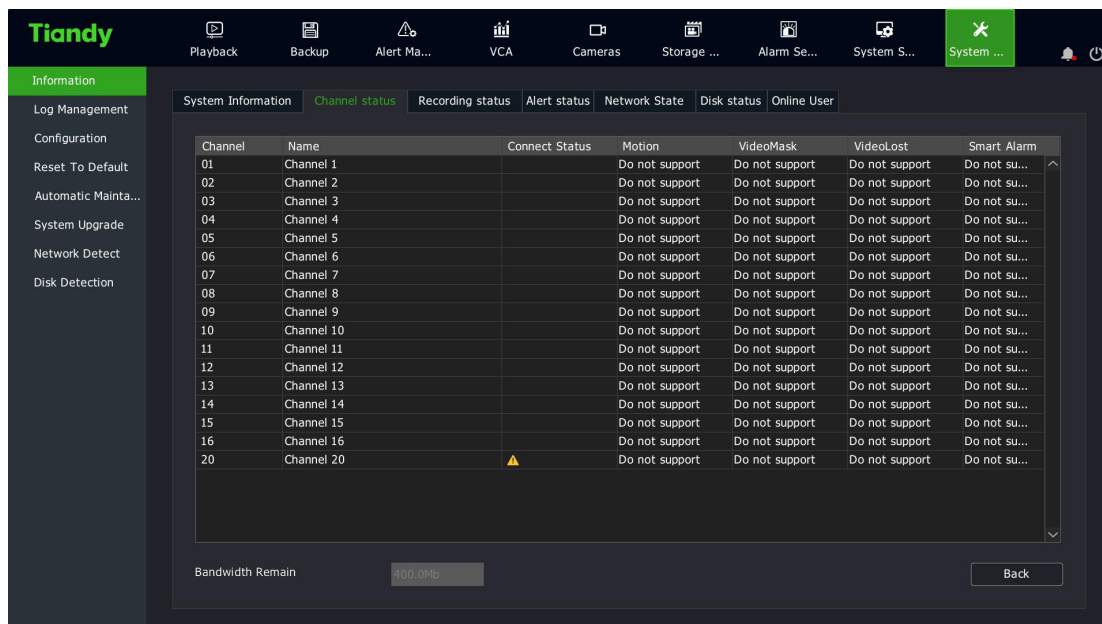 Tiandy
Playback Backup Alert Ma... VCA Cameras Storage ... Alarm Se... System S... System ...
Information
Log Management
Configuration
Reset To Default
Automatic Mainta...
System Upgrade
Network Detect
Disk Detection
System Information Channel status Recording status Alert status Network State Disk status Online User
Channel Name Connect Status Motion VideoMask VideoLost Smart Alarm
01 Channel 1 Do not support Do not support Do not support Do not su...
02 Channel 2 Do not support Do not support Do not support Do not su...
03 Channel 3 Do not support Do not support Do not support Do not su...
04 Channel 4 Do not support Do not support Do not support Do not su...
05 Channel 5 Do not support Do not support Do not support Do not su...
06 Channel 6 Do not support Do not support Do not support Do not su...
07 Channel 7 Do not support Do not support Do not support Do not su...
08 Channel 8 Do not support Do not support Do not support Do not su...
09 Channel 9 Do not support Do not support Do not support Do not su...
10 Channel 10 Do not support Do not support Do not support Do not su...
11 Channel 11 Do not support Do not support Do not support Do not su...
12 Channel 12 Do not support Do not support Do not support Do not su...
13 Channel 13 Do not support Do not support Do not support Do not su...
14 Channel 14 Do not support Do not support Do not support Do not su...
15 Channel 15 Do not support Do not support Do not support Do not su...
16 Channel 16 Do not support Do not support Do not support Do not su...
20 Channel 20 Do not support Do not support Do not support Do not su...
Bandwidth Remain 400.0Mb Back